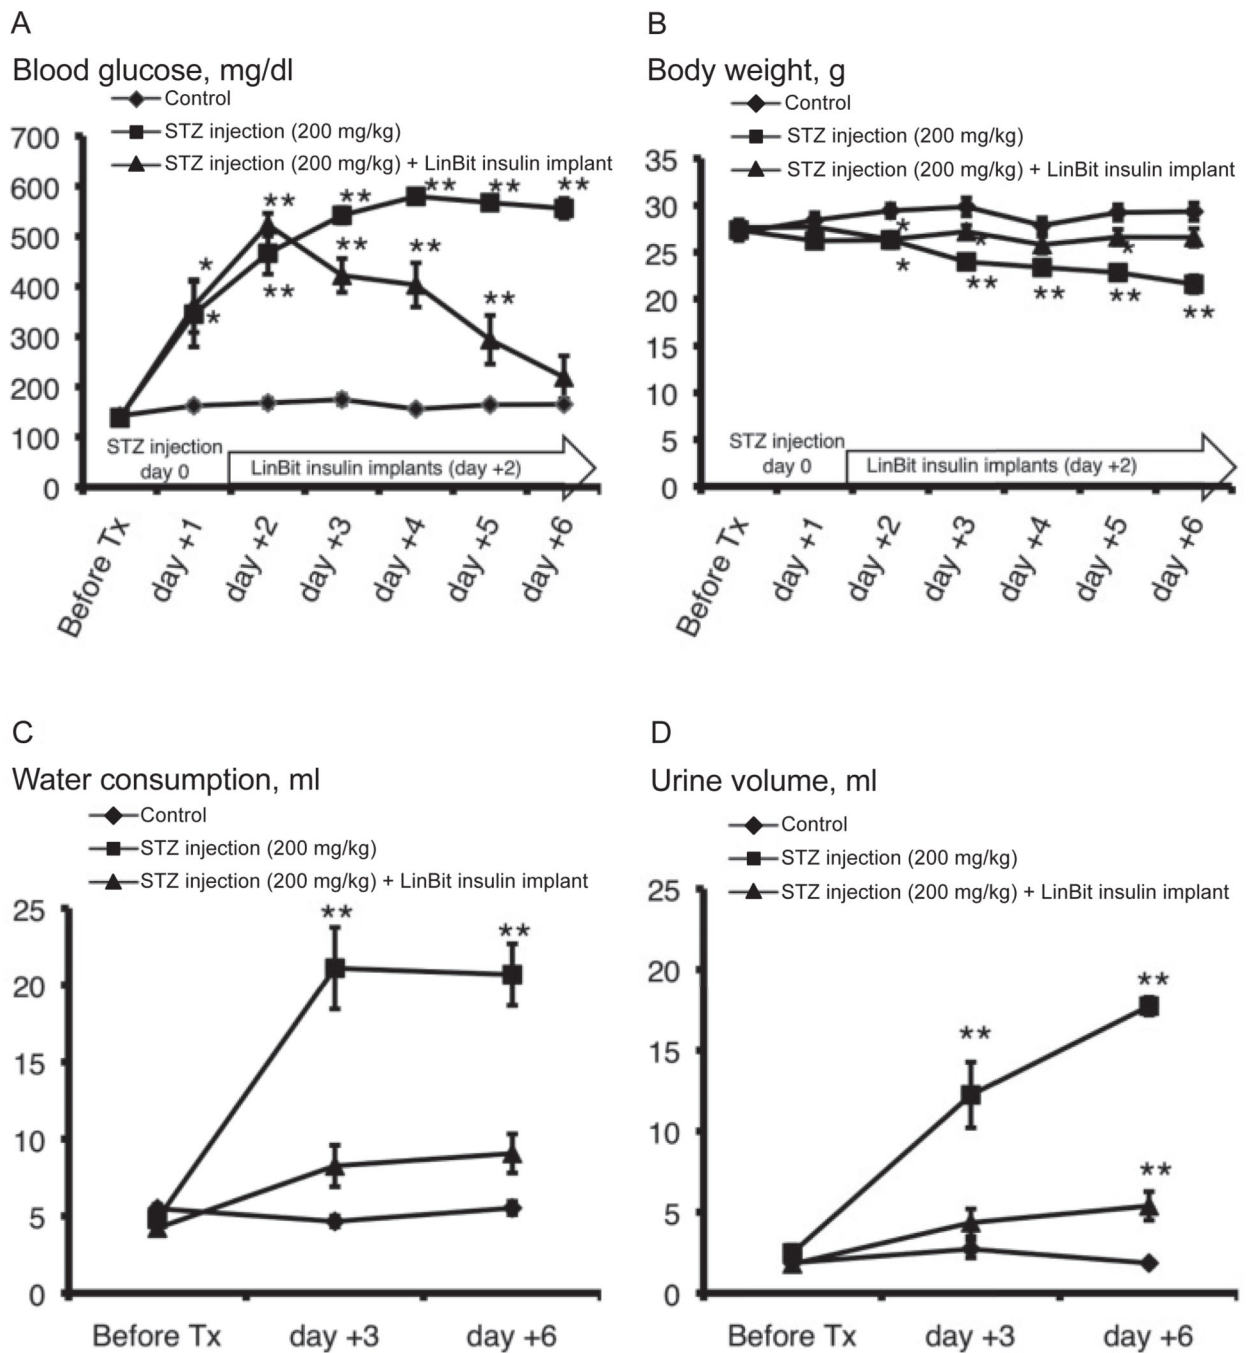 A
Blood glucose, mg/dl
Control
STZ injection (200 mg/kg)
STZ injection (200 mg/kg) + LinBit insulin implant
700
600
500
400
300
200
100
0
** ** ** ** **
** **
* **
*
**
STZ injection
day 0
LinBit insulin implants (day +2)
Before Tx
day +1
day +2
day +3
day +4
day +5
day +6
B
Body weight, g
Control
STZ injection (200 mg/kg)
STZ injection (200 mg/kg) + LinBit insulin implant
35
30
25
20
15
10
5
0
* * *
* ** ** ** **
STZ injection
day 0
LinBit insulin implants (day +2)
Before Tx
day +1
day +2
day +3
day +4
day +5
day +6
C
Water consumption, ml
Control
STZ injection (200 mg/kg)
STZ injection (200 mg/kg) + LinBit insulin implant
25
20
15
10
5
0
** **
Before Tx
day +3
day +6
D
Urine volume, ml
Control
STZ injection (200 mg/kg)
STZ injection (200 mg/kg) + LinBit insulin implant
25
20
15
10
5
0
**
**
**
Before Tx
day +3
day +6